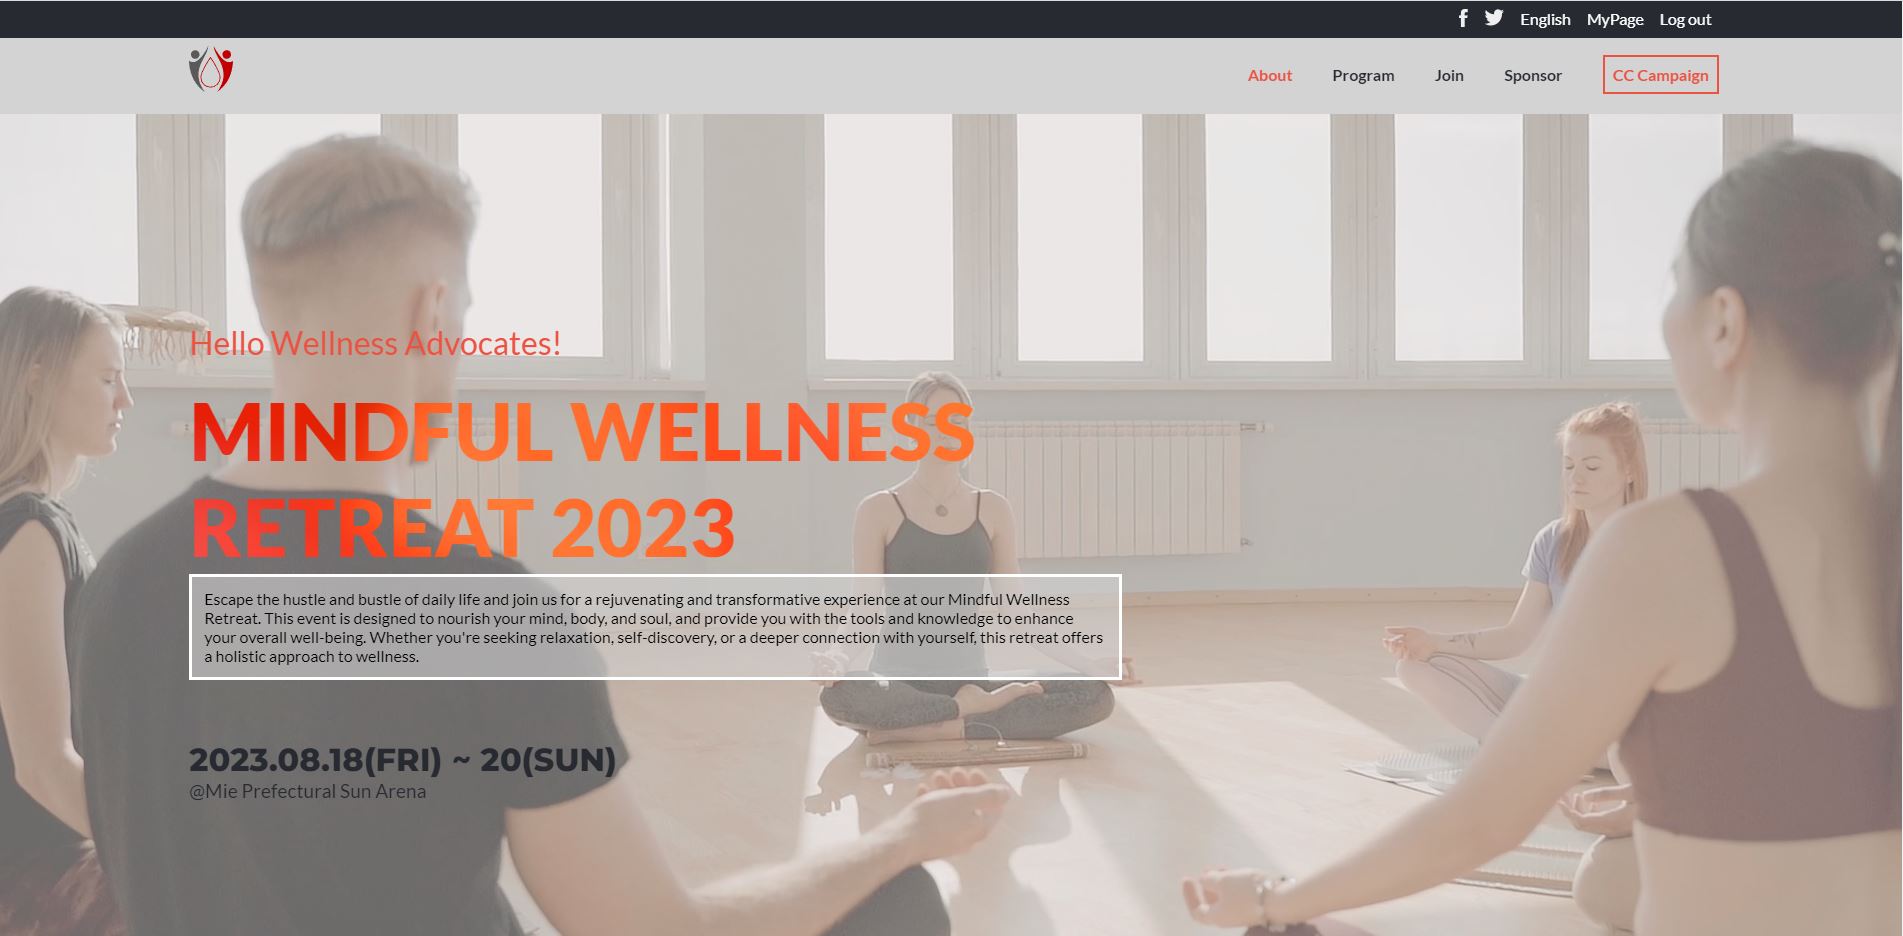 English MyPage Log out
About Program Join Sponsor CC Campaign
Hello Wellness Advocates!
MINDFUL WELLNESS
RETREAT 2023
Escape the hustle and bustle of daily life and join us for a rejuvenating and transformative experience at our Mindful Wellness
Retreat. This event is designed to nourish your mind, body, and soul, and provide you with the tools and knowledge to enhance
your overall well-being. Whether you're seeking relaxation, self-discovery, or a deeper connection with yourself, this retreat offers
a holistic approach to wellness.
2023.08.18(FRI) ~ 20(SUN)
@Mie Prefectural Sun Arena